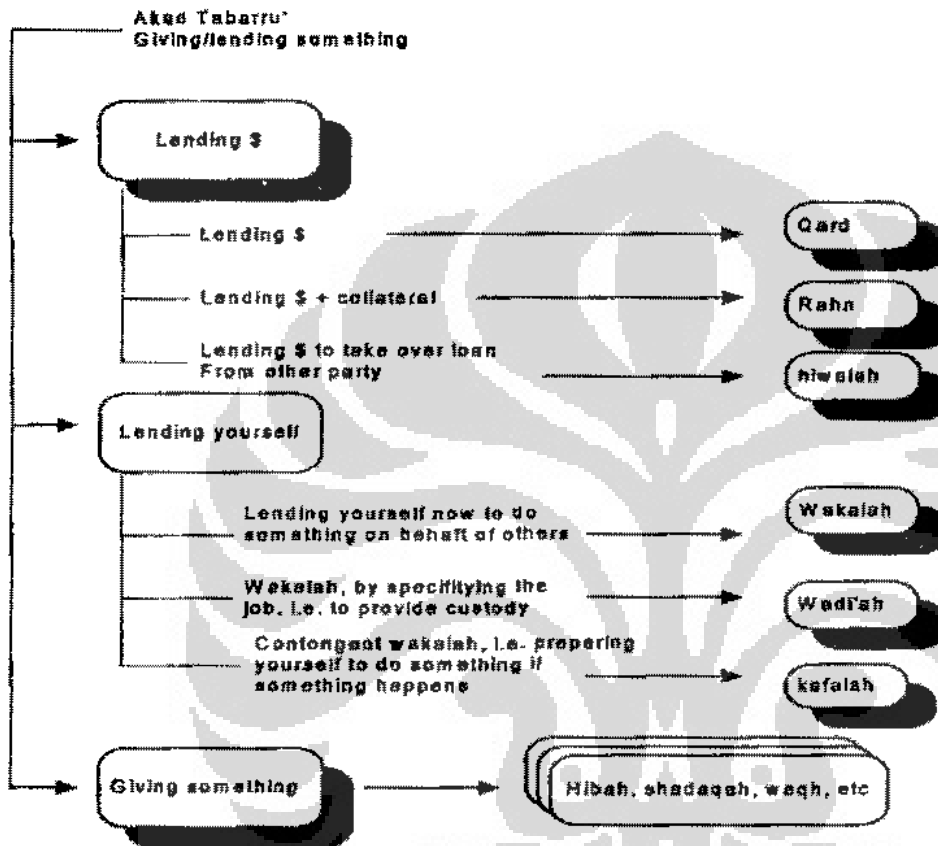 Akad Tabarru'
Giving/lending something
Lending $
Lending $
Qard
Lending $ + collateral
Rahn
Lending $ to take over loan
From other party
hiwalah
Lending yourself
Lending yourself now to do
something on behalf of others
Wakalah
Wakalah, by specifitying the
job, i.e. to provide custody
Wadi'ah
Contongent wakalah, i.e. preparing
yourself to do something if
something happens
kafalah
Giving something
Hibah, shadaqah, waqh, etc